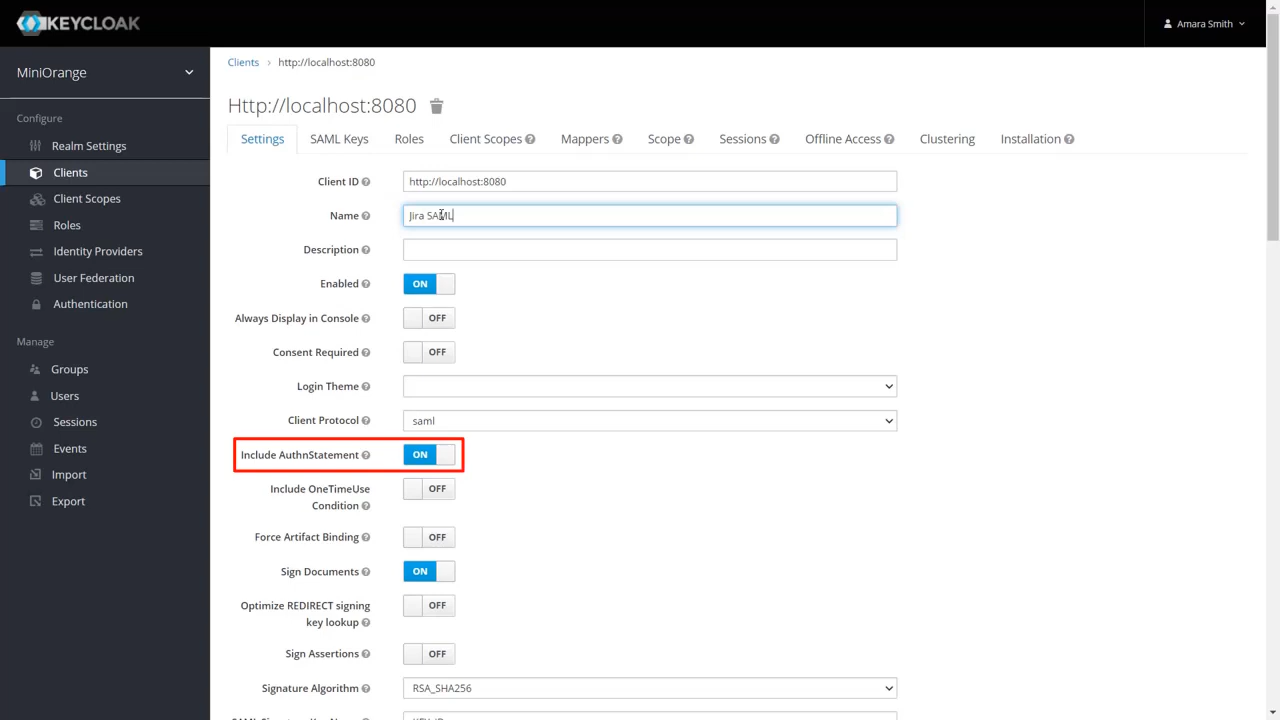 KEYCLOAK
Amara Smith
MiniOrange
Clients > http://localhost:8080
Http://localhost:8080
Configure
Realm Settings
Clients
Client Scopes
Roles
Identity Providers
User Federation
Authentication
Manage
Groups
Users
Sessions
Events
Import
Export
Settings SAML Keys Roles Client Scopes Mappers Scope Sessions Offline Access Clustering Installation
Client ID http://localhost:8080
Name Jira SAML
Description
Enabled ON
Always Display in Console OFF
Consent Required OFF
Login Theme
Client Protocol saml
Include AuthnStatement ON
Include OneTimeUse
Condition OFF
Force Artifact Binding OFF
Sign Documents ON
Optimize REDIRECT signing
key lookup OFF
Sign Assertions OFF
Signature Algorithm RSA_SHA256